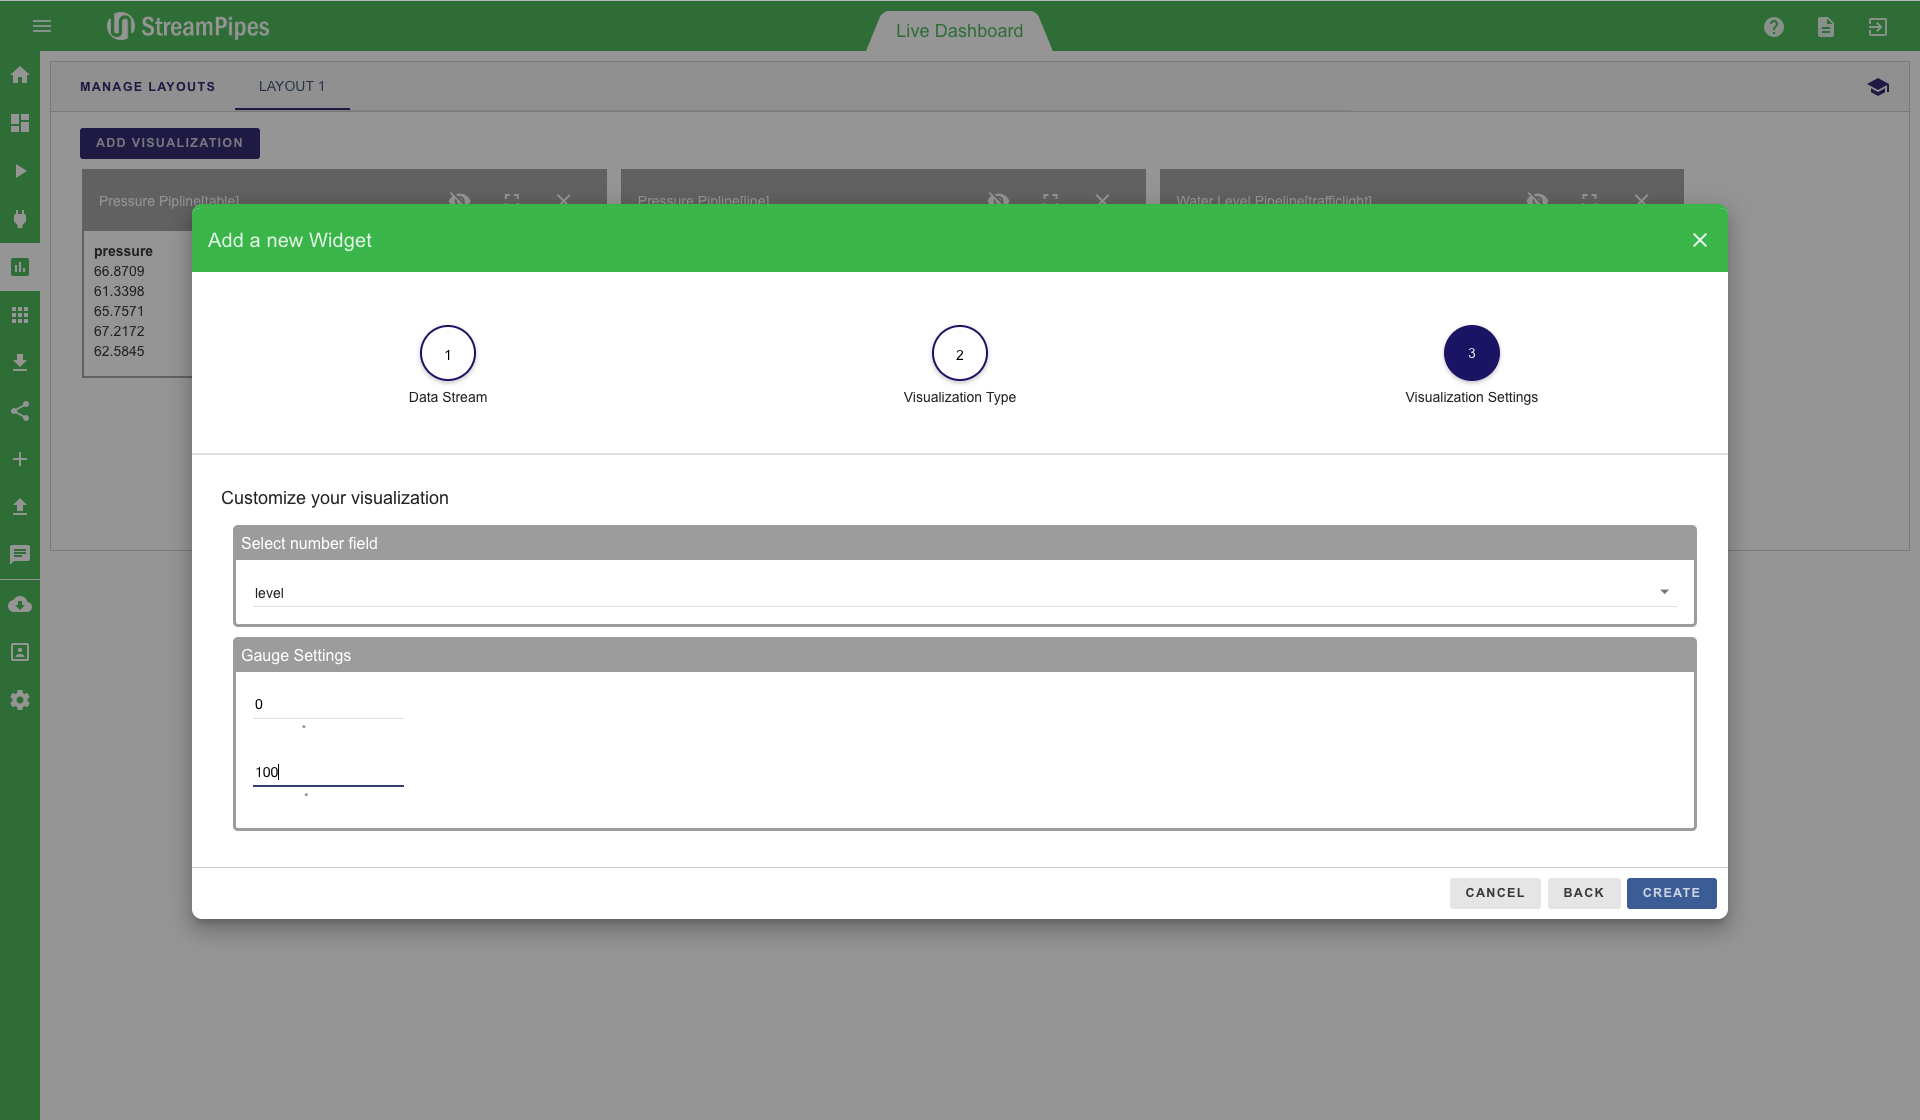 StreamPipes
Live Dashboard
MANAGE LAYOUTS
LAYOUT 1
ADD VISUALIZATION
Pressure Pipline[table]
Pressure Pipline[line]
Water Level Pipeline[trafficlight]
pressure
66.8709
61.3398
65.7571
67.2172
62.5845
Add a new Widget
1
2
3
Data Stream
Visualization Type
Visualization Settings
Customize your visualization
Select number field
level
Gauge Settings
0
*
100
*
CANCEL
BACK
CREATE